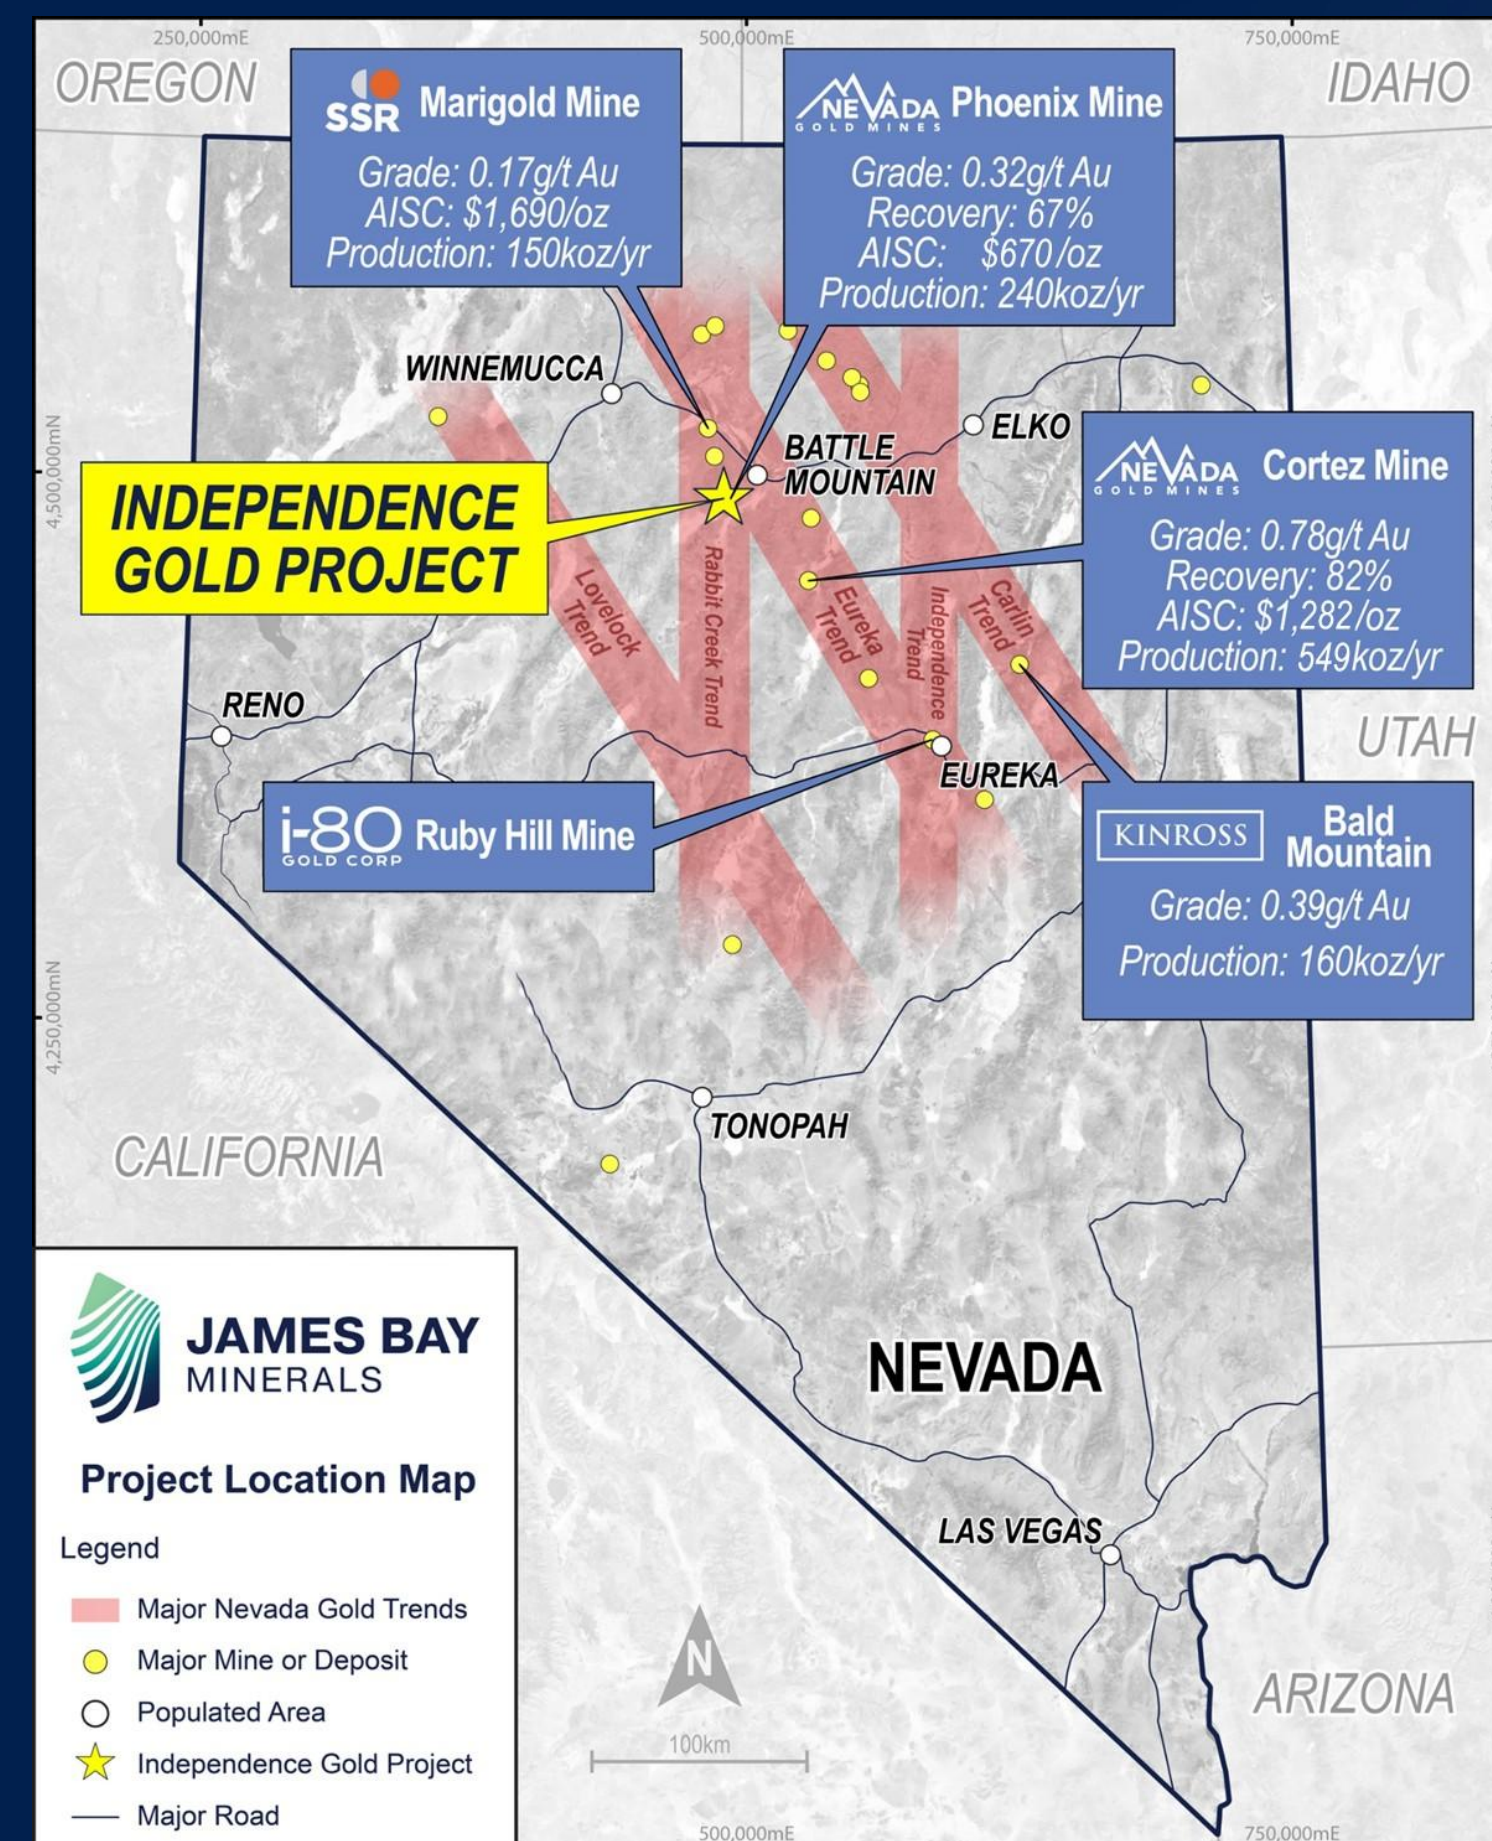 250,000mE
500,000mE
750,000mE
OREGON
IDAHO
SSR
Marigold Mine
Grade: 0.17g/t Au
AISC: $1,690/oz
Production: 150koz/yr
NEVADA
GOLD MINES
Phoenix Mine
Grade: 0.32g/t Au
Recovery: 67%
AISC: $670/oz
Production: 240koz/yr
WINNEMUCCA
ELKO
BATTLE
MOUNTAIN
4,500,000mN
INDEPENDENCE
GOLD PROJECT
NEVADA
GOLD MINES
Cortez Mine
Grade: 0.78g/t Au
Recovery: 82%
AISC: $1,282/oz
Production: 549koz/yr
Lovelock
Trend
Rabbit Creek Trend
Eureka
Trend
Independence
Trend
Carlin
Trend
RENO
UTAH
EUREKA
i-80
GOLD CORP
Ruby Hill Mine
KINROSS
Bald
Mountain
Grade: 0.39g/t Au
Production: 160koz/yr
4,250,000mN
TONOPAH
CALIFORNIA
NEVADA
LAS VEGAS
ARIZONA
JAMES BAY
MINERALS
Project Location Map
Legend
Major Nevada Gold Trends
Major Mine or Deposit
Populated Area
Independence Gold Project
Major Road
N
100km
500,000mE
750,000mE